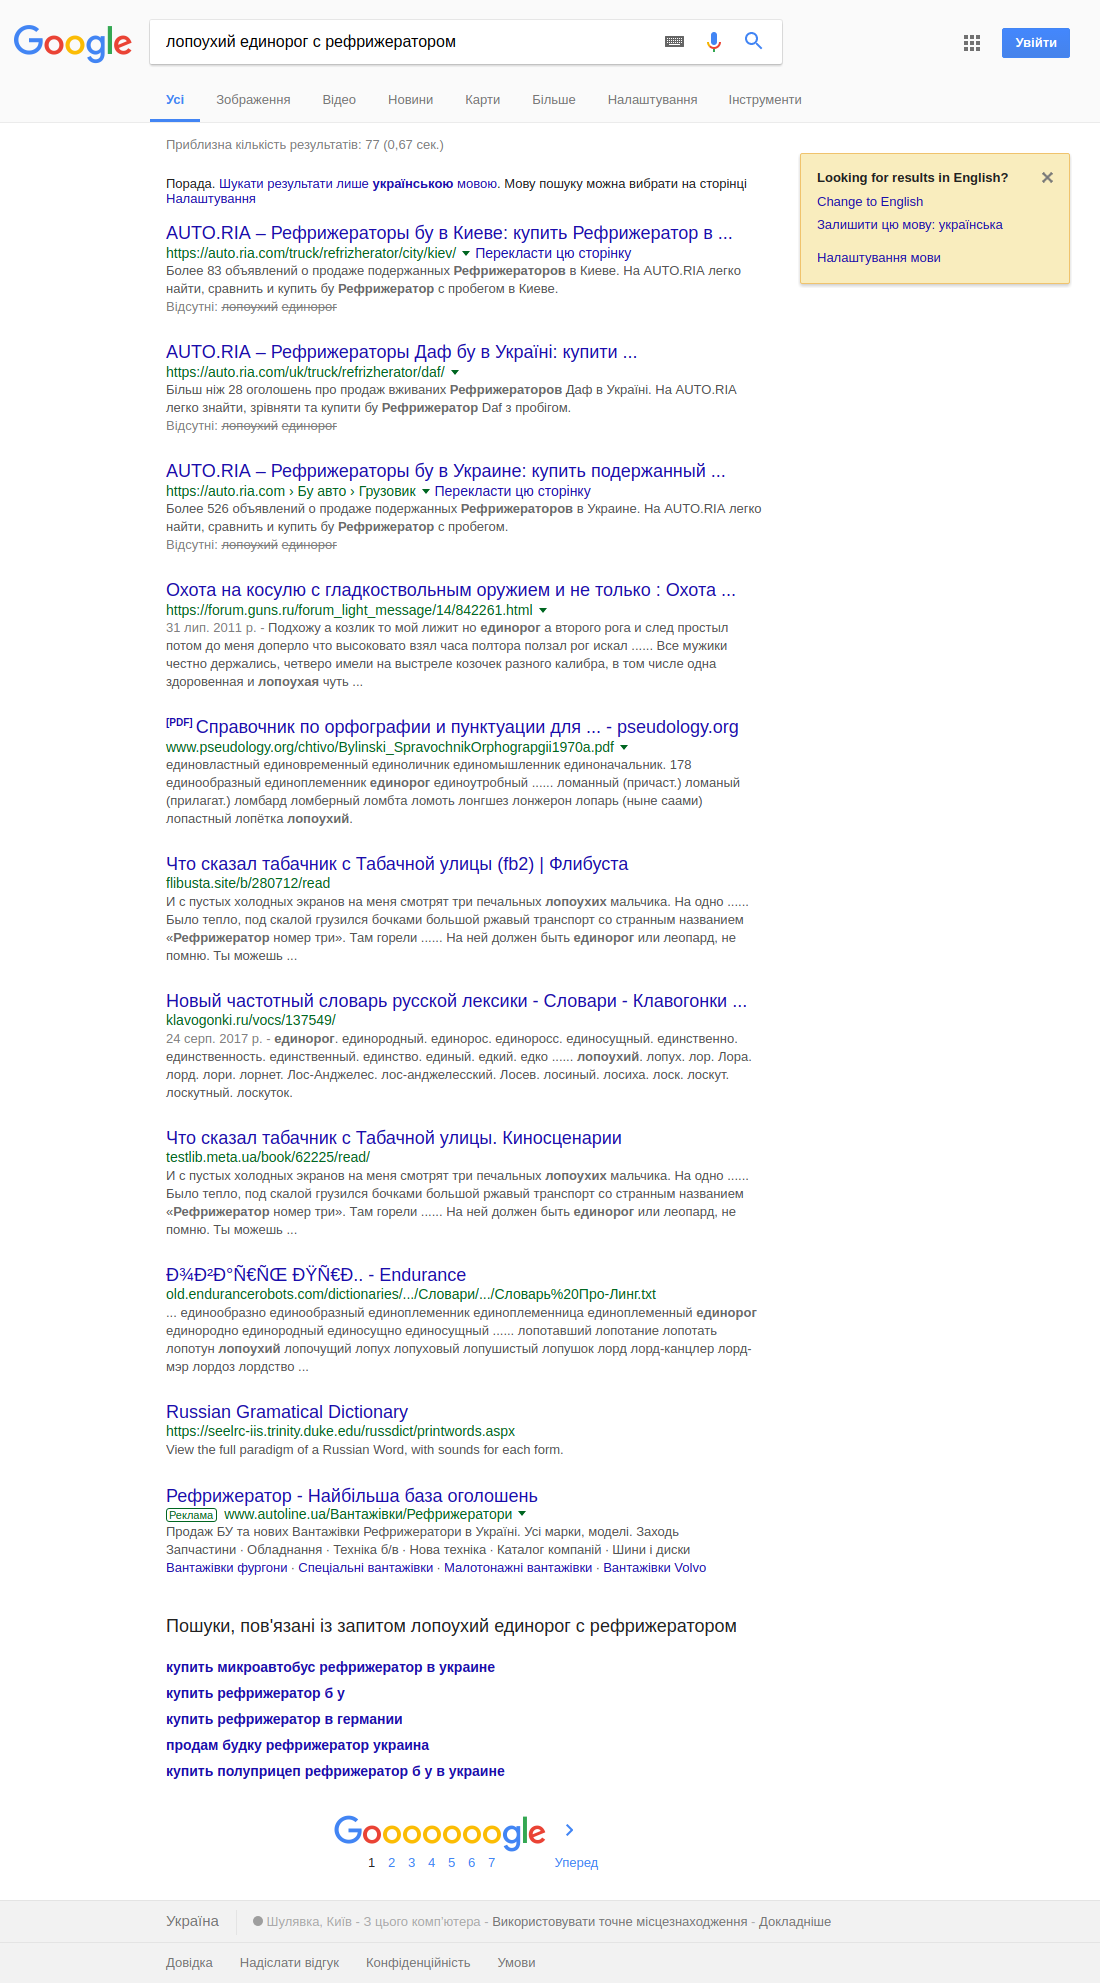 Google
лопоухий единорог с рефрижератором
Увійти
Усі Зображення Відео Новини Карти Більше Налаштування Інструменти
Приблизна кількість результатів: 77 (0,67 сек.)
Порада. Шукати результати лише українською мовою. Мову пошуку можна вибрати на сторінці
Налаштування
Looking for results in English?
Change to English
Залишити цю мову: українська
Налаштування мови
AUTO.RIA – Рефрижераторы бу в Киеве: купить Рефрижератор в ...
https://auto.ria.com/truck/refrizherator/city/kiev/ Перекласти цю сторінку
Более 83 объявлений о продаже подержанных Рефрижераторов в Киеве. На AUTO.RIA легко
найти, сравнить и купить бу Рефрижератор с пробегом в Киеве.
Відсутні: лопоухий единорог
AUTO.RIA – Рефрижераторы Даф бу в Україні: купити ...
https://auto.ria.com/uk/truck/refrizherator/daf/
Більш ніж 28 оголошень про продаж вживаних Рефрижераторов Даф в Україні. На AUTO.RIA
легко знайти, зрівняти та купити бу Рефрижератор Daf з пробігом.
Відсутні: лопоухий единорог
AUTO.RIA – Рефрижераторы бу в Украине: купить подержанный ...
https://auto.ria.com › Бу авто › Грузовик Перекласти цю сторінку
Более 526 объявлений о продаже подержанных Рефрижераторов в Украине. На AUTO.RIA легко
найти, сравнить и купить бу Рефрижератор с пробегом.
Відсутні: лопоухий единорог
Охота на косулю с гладкоствольным оружием и не только : Охота ...
https://forum.guns.ru/forum_light_message/14/842261.html
31 лип. 2011 р. - Подхожу а козлик то мой лижит но единорог а второго рога и след простыл
потом до меня доперло что высоковато взял часа полтора ползал рог искал ...... Все мужики
честно держались, четверо имели на выстреле козочек разного калибра, в том числе одна
здоровенная и лопоухая чуть ...
[PDF] Справочник по орфографии и пунктуации для ... - pseudology.org
www.pseudology.org/chtivo/Bylinski_SpravochnikOrphograpgii1970a.pdf
единовластный единовременный единоличник единомышленник единоначальник. 178
единообразный единоплеменник единорог единоутробный ...... ломанный (причаст.) ломаный
(прилагат.) ломбард ломберный ломбта ломоть лонгшез лонжерон лопарь (ныне саами)
лопастный лопётка лопоухий.
Что сказал табачник с Табачной улицы (fb2) | Флибуста
flibusta.site/b/280712/read
И с пустых холодных экранов на меня смотрят три печальных лопоухих мальчика. На одно ......
Было тепло, под скалой грузился бочками большой ржавый транспорт со странным названием
«Рефрижератор номер три». Там горели ...... На ней должен быть единорог или леопард, не
помню. Ты можешь ...
Новый частотный словарь русской лексики - Словари - Клавогонки ...
klavogonki.ru/vocs/137549/
24 серп. 2017 р. - единорог. единородный. единорос. единоросс. единосущный. единственно.
единственность. единственный. единство. единый. едкий. едко ...... лопоухий. лопух. лор. Лора.
лорд. лори. лорнет. Лос-Анджелес. лос-анджелесский. Лосев. лосиный. лосиха. лоск. лоскут.
лоскутный. лоскуток.
Что сказал табачник с Табачной улицы. Киносценарии
testlib.meta.ua/book/62225/read/
И с пустых холодных экранов на меня смотрят три печальных лопоухих мальчика. На одно ......
Было тепло, под скалой грузился бочками большой ржавый транспорт со странным названием
«Рефрижератор номер три». Там горели ...... На ней должен быть единорог или леопард, не
помню. Ты можешь ...
Ð¾Ð²Ð°Ñ€ÑŒ ÐŸÑ€Ð.. - Endurance
old.endurancerobots.com/dictionaries/.../Словари/.../Словарь%20Про-Линг.txt
... единообразно единообразный единоплеменник единоплеменница единоплеменный единорог
единородно единородный единосущно единосущный ...... лопотавший лопотание лопотать
лопотун лопоухий лопочущий лопух лопуховый лопушистый лопушок лорд лорд-канцлер лорд-
мэр лордоз лордство ...
Russian Gramatical Dictionary
https://seelrc-iis.trinity.duke.edu/russdict/printwords.aspx
View the full paradigm of a Russian Word, with sounds for each form.
Рефрижератор - Найбільша база оголошень
Реклама www.autoline.ua/Вантажівки/Рефрижератори
Продаж БУ та нових Вантажівки Рефрижератори в Україні. Усі марки, моделі. Заходь
Запчастини · Обладнання · Техніка б/в · Нова техніка · Каталог компаній · Шини і диски
Вантажівки фургони · Спеціальні вантажівки · Малотонажні вантажівки · Вантажівки Volvo
Пошуки, пов'язані із запитом лопоухий единорог с рефрижератором
купить микроавтобус рефрижератор в украине
купить рефрижератор б у
купить рефрижератор в германии
продам будку рефрижератор украина
купить полуприцеп рефрижератор б у в украине
Goooooooogle
1 2 3 4 5 6 7 Уперед
Україна Шулявка, Київ - З цього комп'ютера - Використовувати точне місцезнаходження - Докладніше
Довідка Надіслати відгук Конфіденційність Умови